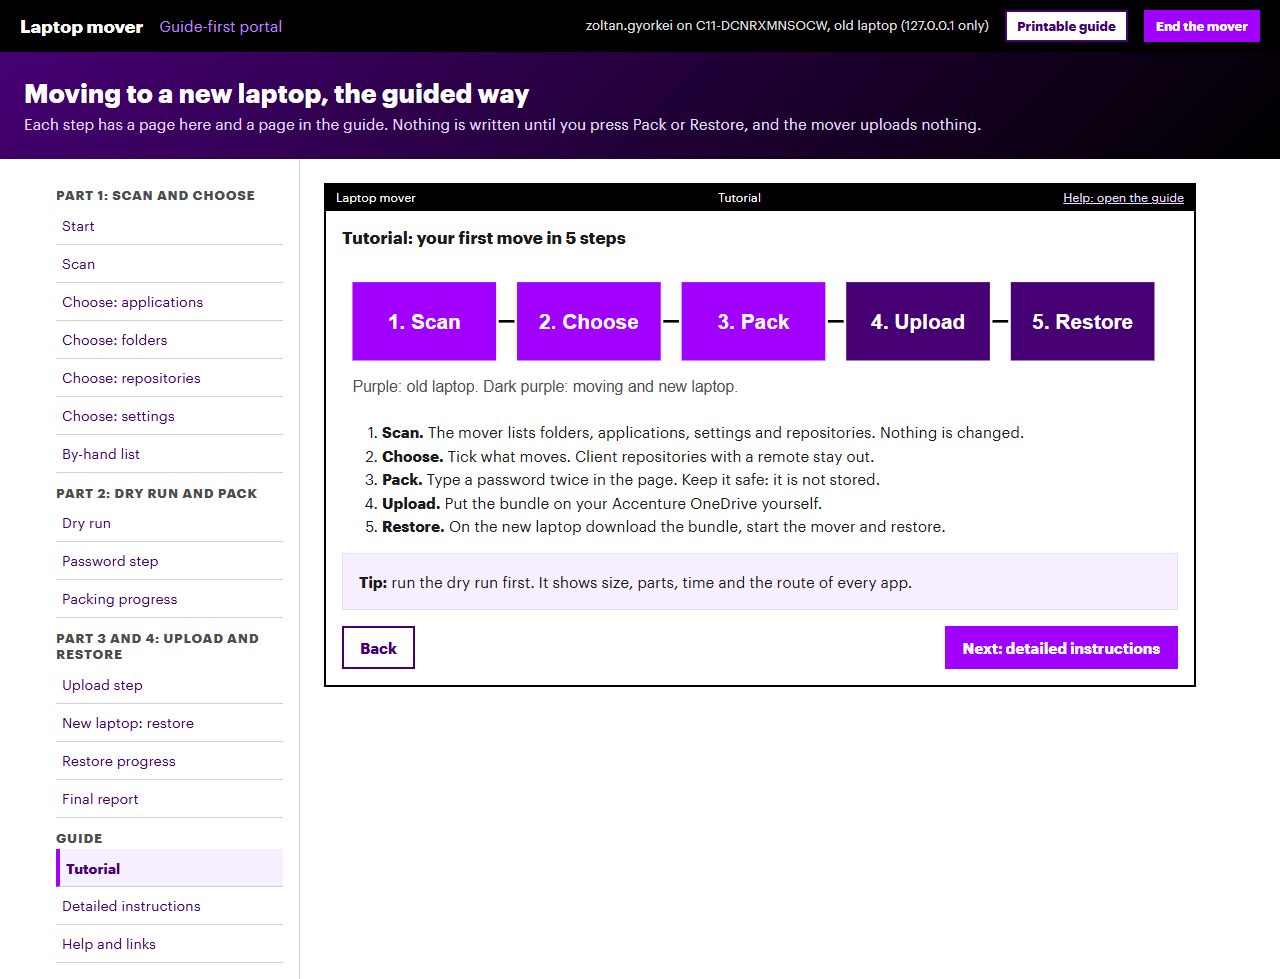 Laptop mover
Guide-first portal
zoltan.gyorkei on C11-DCNRXMNSOCW, old laptop (127.0.0.1 only)
Printable guide
End the mover
Moving to a new laptop, the guided way
Each step has a page here and a page in the guide. Nothing is written until you press Pack or Restore, and the mover uploads nothing.
PART 1: SCAN AND CHOOSE
Start
Scan
Choose: applications
Choose: folders
Choose: repositories
Choose: settings
By-hand list
PART 2: DRY RUN AND PACK
Dry run
Password step
Packing progress
PART 3 AND 4: UPLOAD AND
RESTORE
Upload step
New laptop: restore
Restore progress
Final report
GUIDE
Tutorial
Detailed instructions
Help and links
Laptop mover
Tutorial
Help: open the guide
Tutorial: your first move in 5 steps
1. Scan
2. Choose
3. Pack
4. Upload
5. Restore
Purple: old laptop. Dark purple: moving and new laptop.
1. Scan. The mover lists folders, applications, settings and repositories. Nothing is changed.
2. Choose. Tick what moves. Client repositories with a remote stay out.
3. Pack. Type a password twice in the page. Keep it safe: it is not stored.
4. Upload. Put the bundle on your Accenture OneDrive yourself.
5. Restore. On the new laptop download the bundle, start the mover and restore.
Tip: run the dry run first. It shows size, parts, time and the route of every app.
Back
Next: detailed instructions